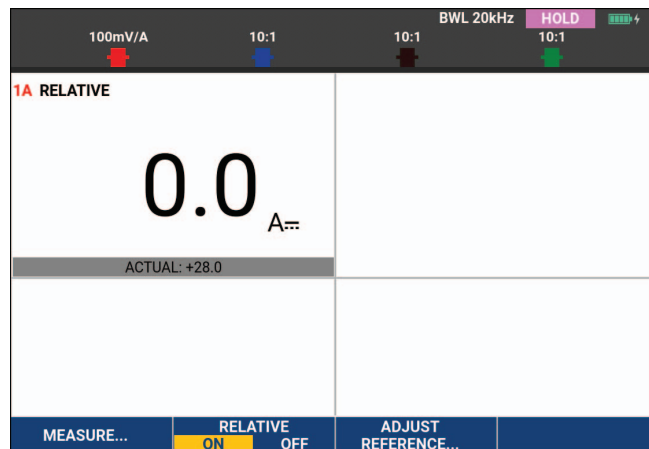 BWL 20kHz HOLD
100mV/A 10:1 10:1 10:1
1A RELATIVE
0.0 A
ACTUAL: +28.0
MEASURE... RELATIVE ADJUST
ON OFF REFERENCE...